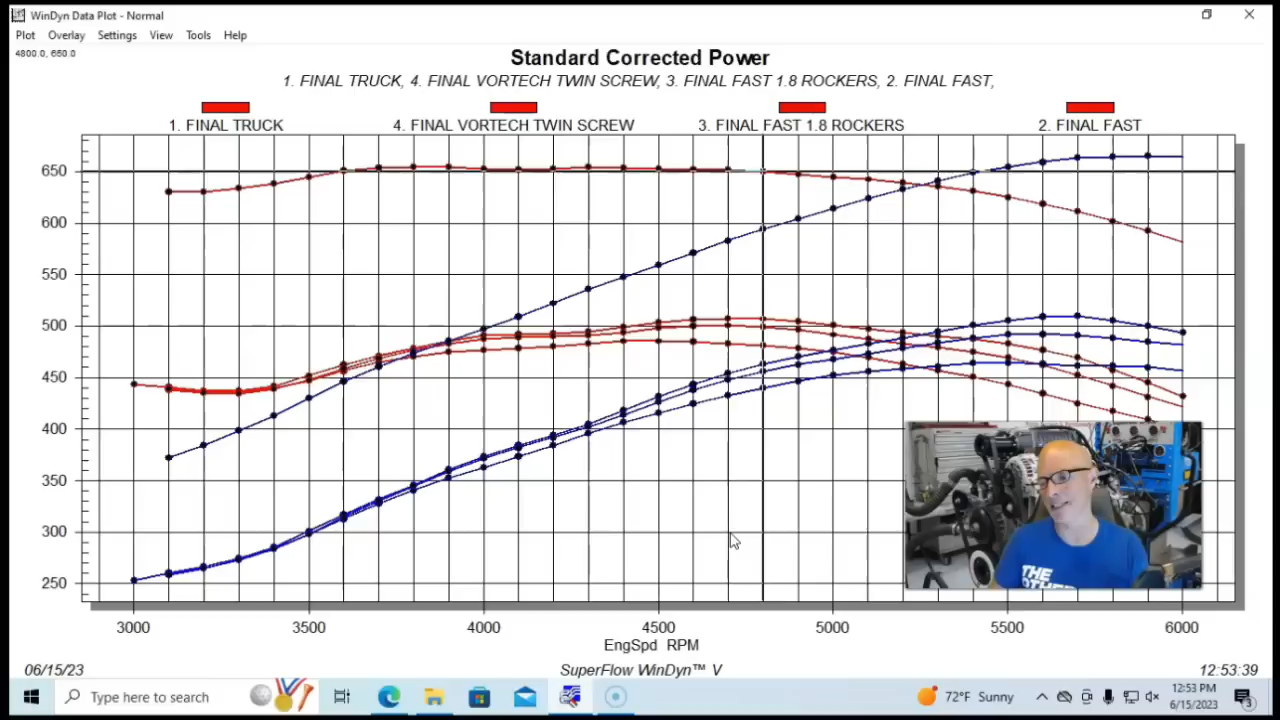 WinDyn Data Plot - Normal
Plot Overlay Settings View Tools Help
4800.0, 650.0
Standard Corrected Power
1. FINAL TRUCK, 4. FINAL VORTECH TWIN SCREW, 3. FINAL FAST 1.8 ROCKERS, 2. FINAL FAST,
1. FINAL TRUCK 4. FINAL VORTECH TWIN SCREW 3. FINAL FAST 1.8 ROCKERS 2. FINAL FAST
650
600
550
500
450
400
350
300
250
3000 3500 4000 4500 5000 5500 6000
EngSpd RPM
THE
OTHER
06/15/23 SuperFlow WinDyn™ V 12:53:39
Type here to search 72°F Sunny 12:53 PM
6/15/2023 3